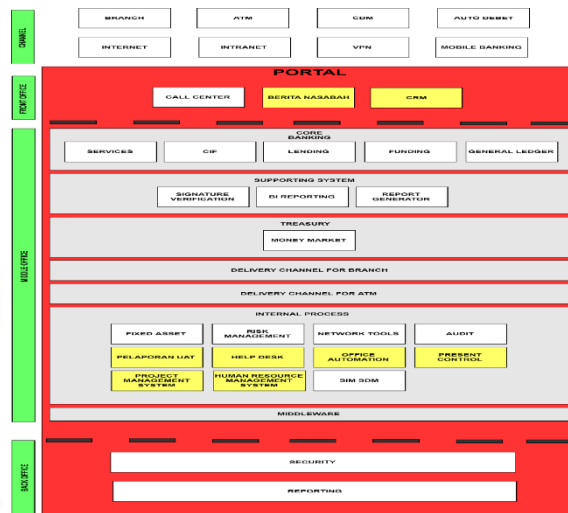 CHANNEL
BRANCH
ATM
CDM
AUTO DEBET
INTERNET
INTRANET
VPN
MOBILE BANKING
FRONT OFFICE
PORTAL
CALL CENTER
BERITA NASABAH
CRM
MIDDLE OFFICE
CORE
BANKING
SERVICES
CIF
LENDING
FUNDING
GENERAL LEDGER
SUPPORTING SYSTEM
SIGNATURE
VERIFICATION
BI REPORTING
REPORT
GENERATOR
TREASURY
MONEY MARKET
DELIVERY CHANNEL FOR BRANCH
DELIVERY CHANNEL FOR ATM
INTERNAL PROCESS
FIXED ASSET
RISK
MANAGEMENT
NETWORK TOOLS
AUDIT
PELAPORAN UAT
HELP DESK
OFFICE
AUTOMATION
PRESENT
CONTROL
PROJECT
MANAGEMENT
SYSTEM
HUMAN RESOURCE
MANAGEMENT
SYSTEM
SIM SDM
MIDDLEWARE
BACK OFFICE
SECURITY
REPORTING